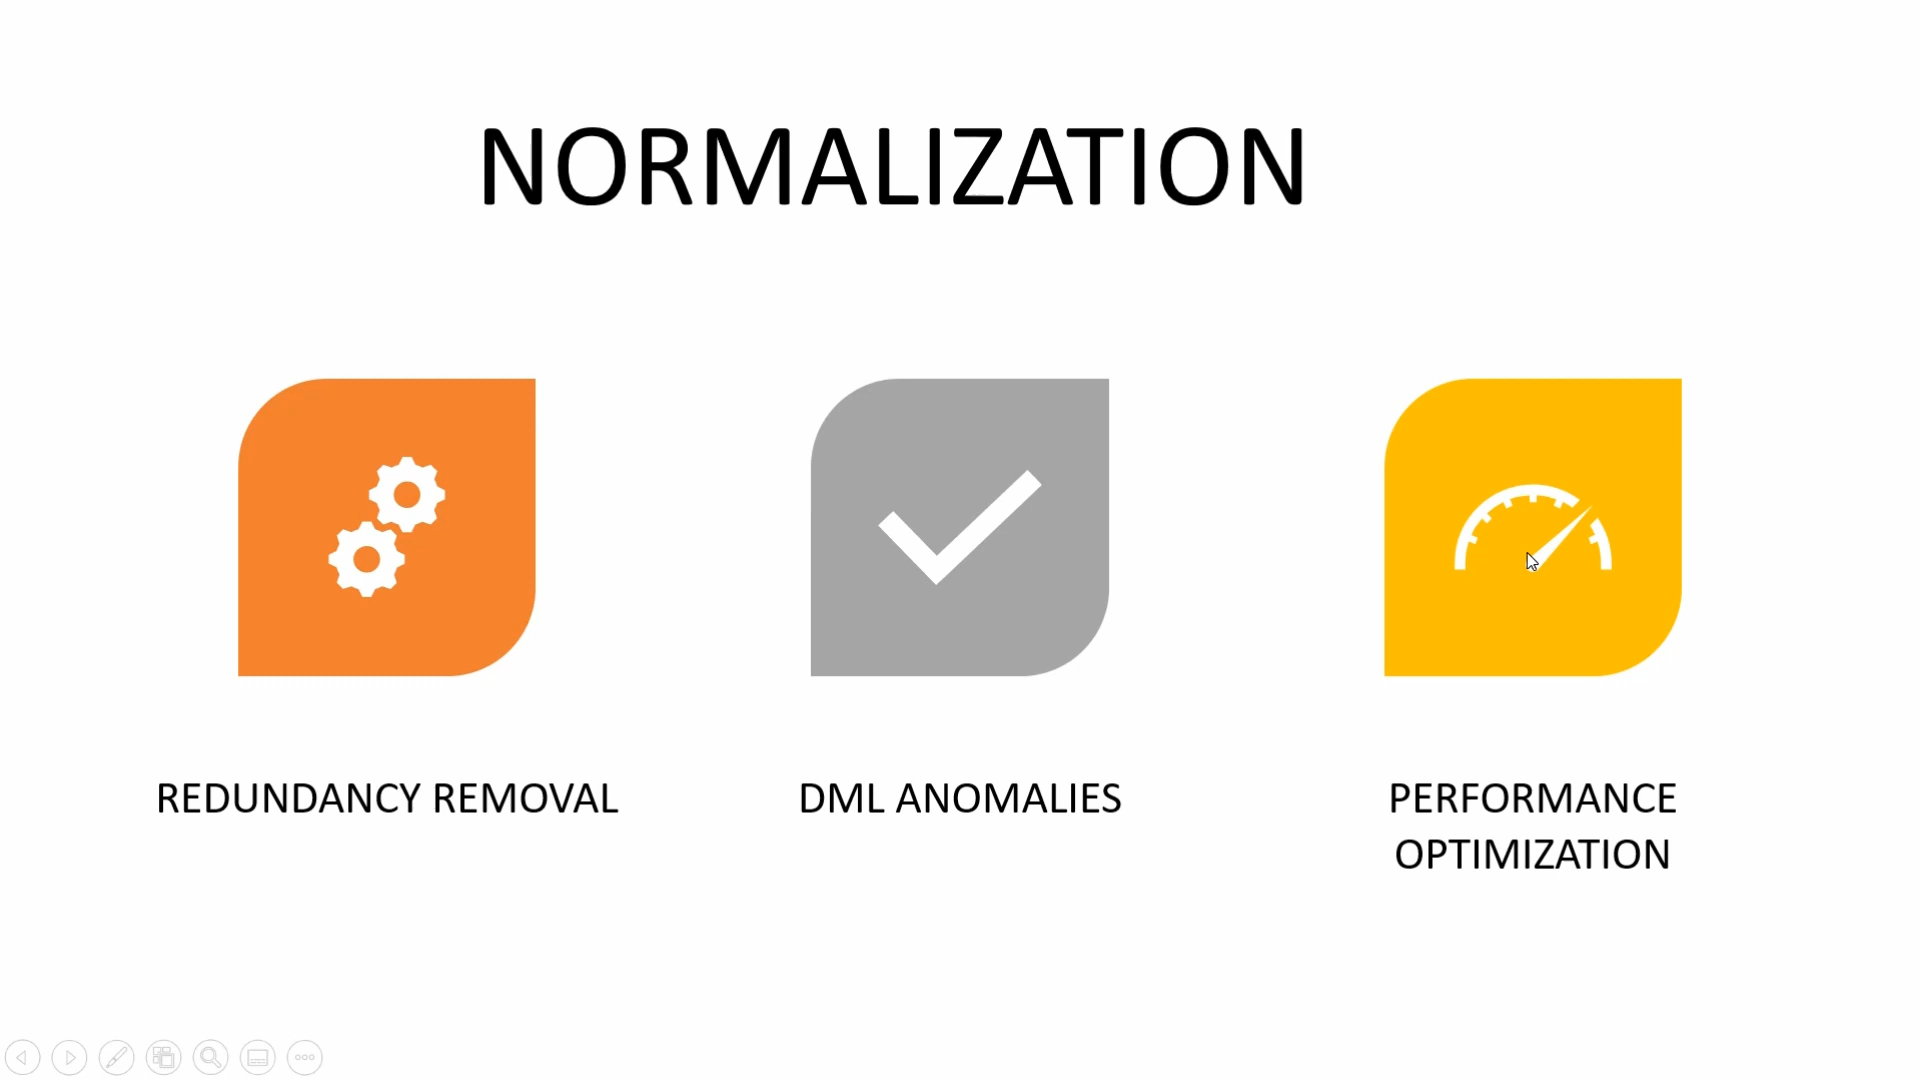 NORMALIZATION
REDUNDANCY REMOVAL
DML ANOMALIES
PERFORMANCE
OPTIMIZATION